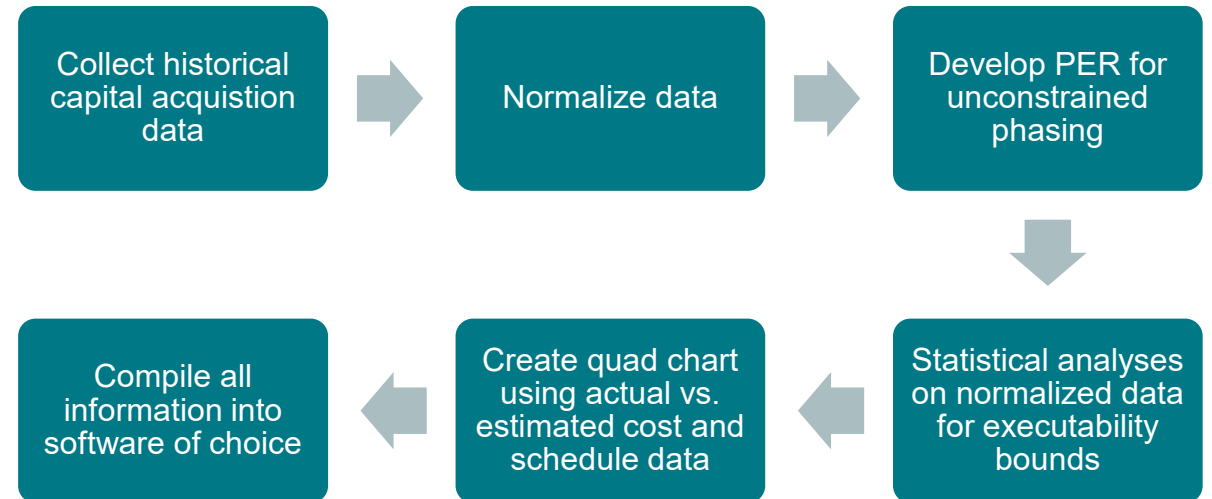 Collect historical
capital acquistion
data
Normalize data
Develop PER for
unconstrained
phasing
Statistical analyses
on normalized data
for executability
bounds
Create quad chart
using actual vs.
estimated cost and
schedule data
Compile all
information into
software of choice